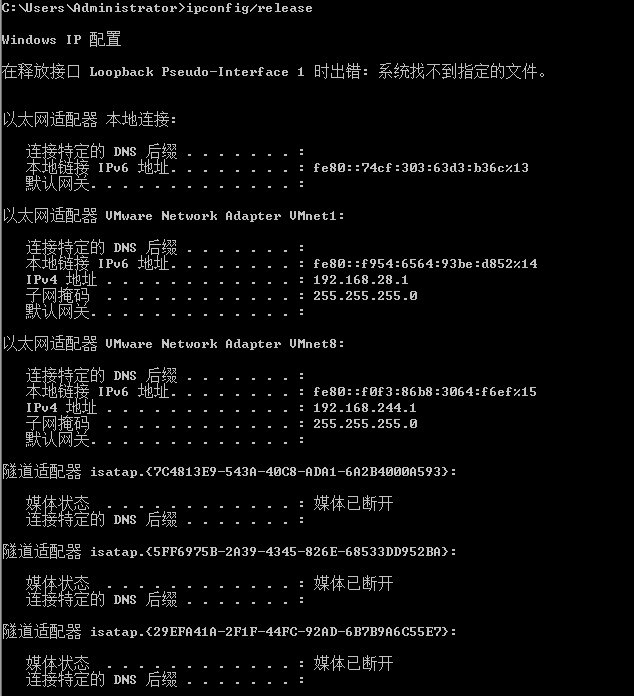 C:\Users\Administrator>ipconfig/release
Windows IP 配置
在释放接口 Loopback Pseudo-Interface 1 时出错: 系统找不到指定的文件。
以太网适配器 本地连接:
连接特定的 DNS 后缀 . . . . . . . :
本地链接 IPv6 地址. . . . . . . . : fe80::74cf:303:63d3:b36c%13
默认网关. . . . . . . . . . . . . :
以太网适配器 VMware Network Adapter VMnet1:
连接特定的 DNS 后缀 . . . . . . . :
本地链接 IPv6 地址. . . . . . . . : fe80::f954:6564:93be:d852%14
IPv4 地址 . . . . . . . . . . . . : 192.168.28.1
子网掩码  . . . . . . . . . . . . : 255.255.255.0
默认网关. . . . . . . . . . . . . :
以太网适配器 VMware Network Adapter VMnet8:
连接特定的 DNS 后缀 . . . . . . . :
本地链接 IPv6 地址. . . . . . . . : fe80::f0f3:86b8:3064:f6ef%15
IPv4 地址 . . . . . . . . . . . . : 192.168.244.1
子网掩码  . . . . . . . . . . . . : 255.255.255.0
默认网关. . . . . . . . . . . . . :
隧道适配器 isatap.{7C4813E9-543A-40C8-ADA1-6A2B4000A593}:
媒体状态  . . . . . . . . . . . . : 媒体已断开
连接特定的 DNS 后缀 . . . . . . . :
隧道适配器 isatap.{5FF6975B-2A39-4345-826E-68533DD952BA}:
媒体状态  . . . . . . . . . . . . : 媒体已断开
连接特定的 DNS 后缀 . . . . . . . :
隧道适配器 isatap.{29EFA41A-2F1F-44FC-92AD-6B7B9A6C55E7}:
媒体状态  . . . . . . . . . . . . : 媒体已断开
连接特定的 DNS 后缀 . . . . . . . :